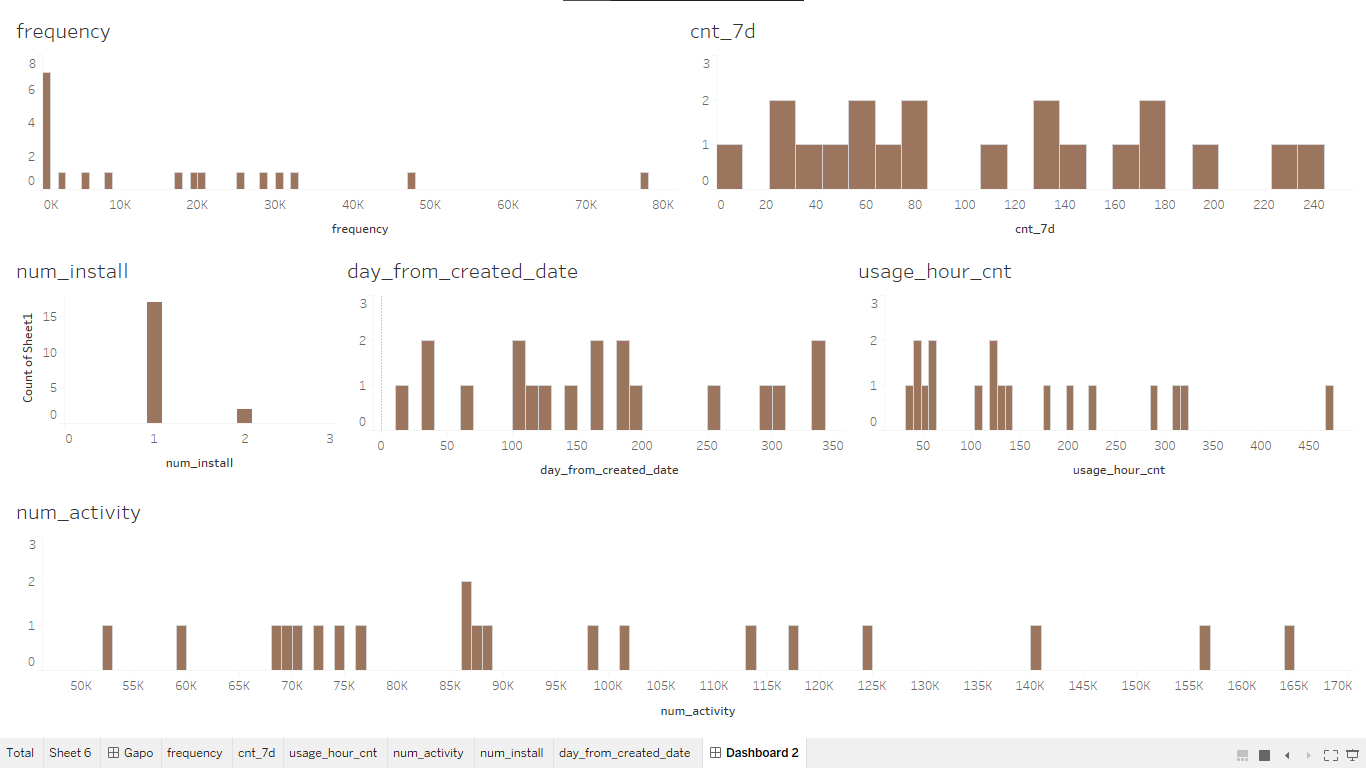 frequency
8
6
4
2
0
0K 10K 20K 30K 40K 50K 60K 70K 80K
frequency
cnt_7d
3
2
1
0
0 20 40 60 80 100 120 140 160 180 200 220 240
cnt_7d
num_install
Count of Sheet1
15
10
5
0
0 1 2 3
num_install
day_from_created_date
3
2
1
0
0 50 100 150 200 250 300 350
day_from_created_date
usage_hour_cnt
3
2
1
0
50 100 150 200 250 300 350 400 450
usage_hour_cnt
num_activity
3
2
1
0
50K 55K 60K 65K 70K 75K 80K 85K 90K 95K 100K 105K 110K 115K 120K 125K 130K 135K 140K 145K 150K 155K 160K 165K 170K
num_activity
Total Sheet 6 Gapo frequency cnt_7d usage_hour_cnt num_activity num_install day_from_created_date Dashboard 2